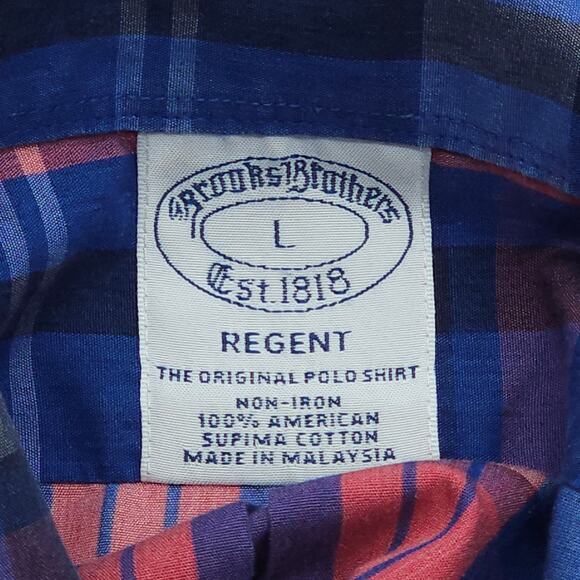 Brooks Brothers
L
Est. 1818
REGENT
THE ORIGINAL POLO SHIRT
NON-IRON
100% AMERICAN
SUPIMA COTTON
MADE IN MALAYSIA